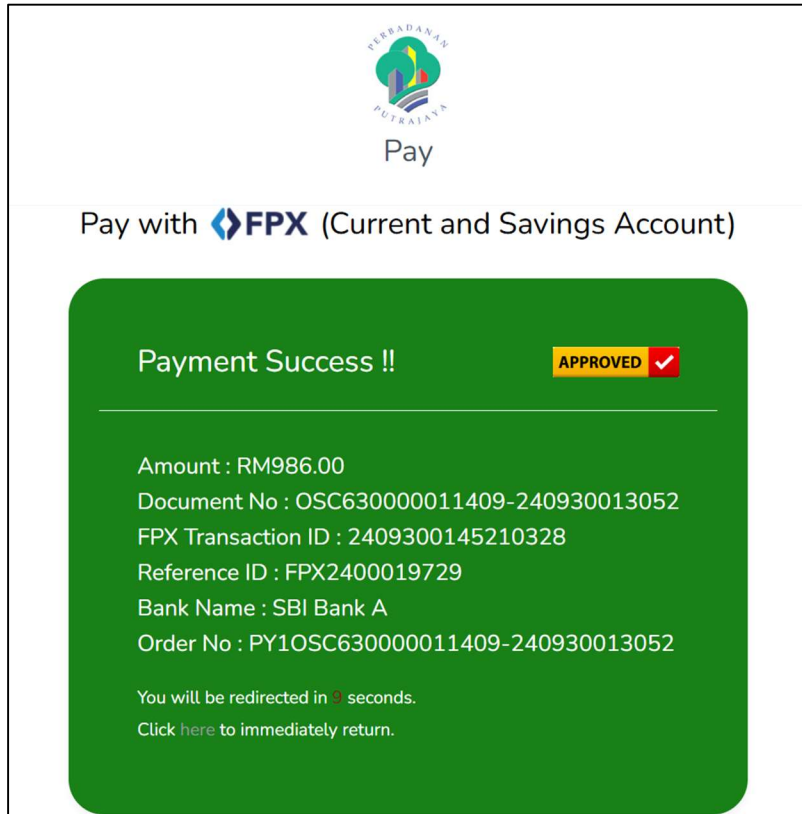 PERBADANAN
PUTRAJAYA
Pay
Pay with FPX (Current and Savings Account)
Payment Success !!
APPROVED
Amount : RM986.00
Document No : OSC630000011409-240930013052
FPX Transaction ID : 2409300145210328
Reference ID : FPX2400019729
Bank Name : SBI Bank A
Order No : PY1OSC630000011409-240930013052
You will be redirected in 9 seconds.
Click here to immediately return.